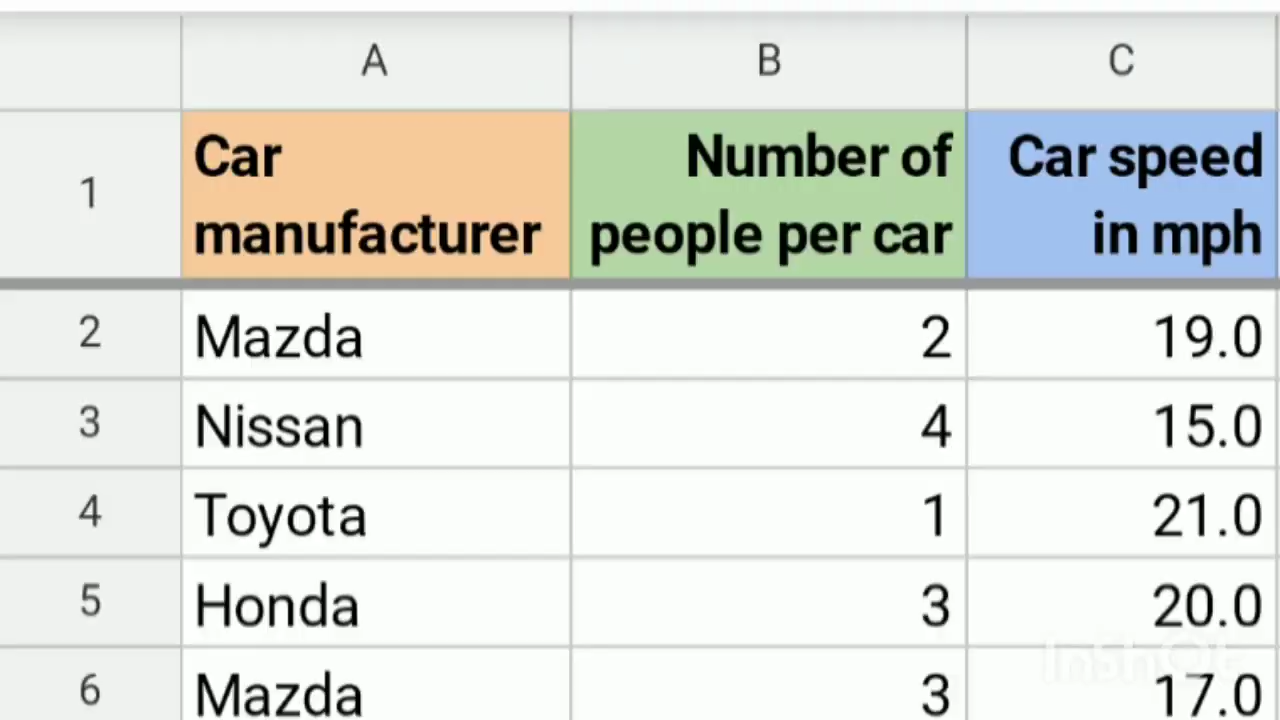 A B C
1 Car manufacturer Number of people per car Car speed in mph
2 Mazda 2 19.0
3 Nissan 4 15.0
4 Toyota 1 21.0
5 Honda 3 20.0
6 Mazda 3 17.0
InShOt